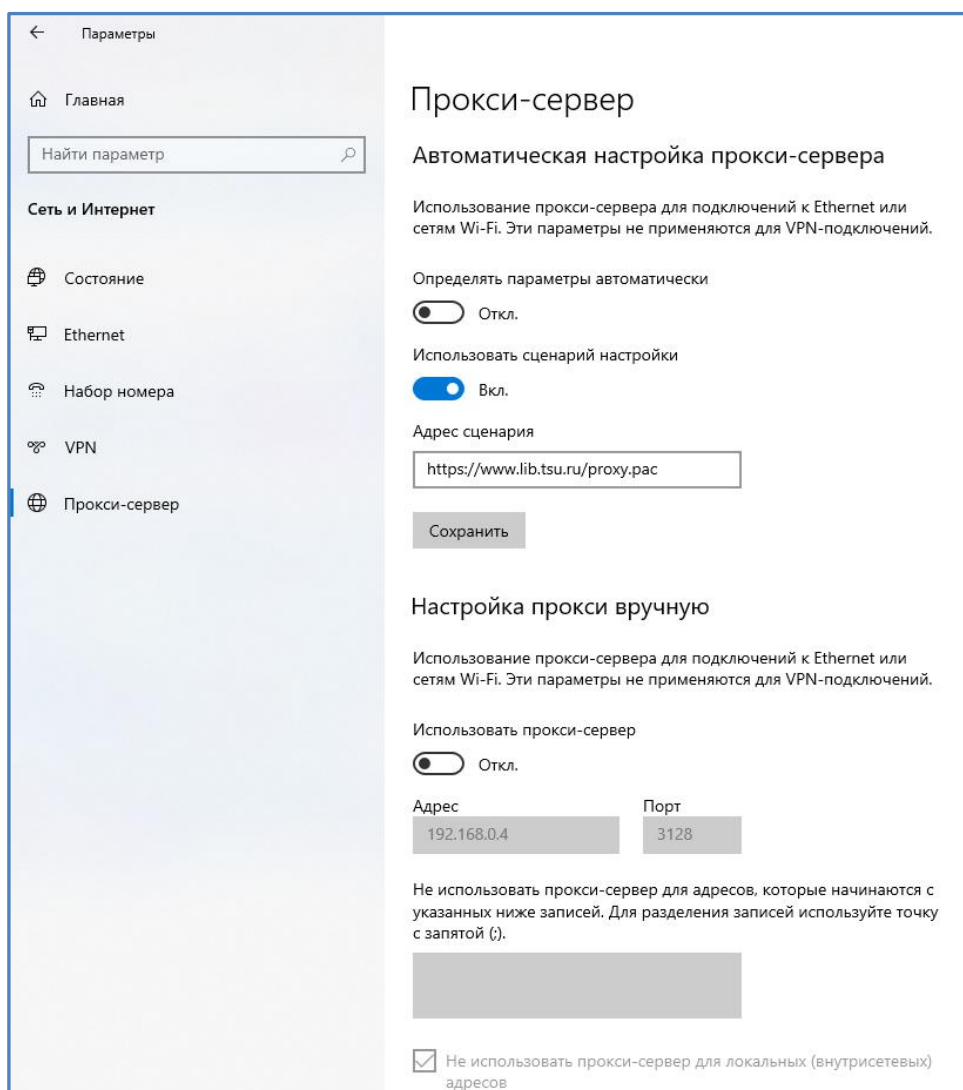 Параметры
Главная
Найти параметр
Сеть и Интернет
Состояние
Ethernet
Набор номера
VPN
Прокси-сервер
Прокси-сервер
Автоматическая настройка прокси-сервера
Использование прокси-сервера для подключений к Ethernet или
сетям Wi-Fi. Эти параметры не применяются для VPN-подключений.
Определять параметры автоматически
Откл.
Использовать сценарий настройки
Вкл.
Адрес сценария
https://www.lib.tsu.ru/proxy.pac
Сохранить
Настройка прокси вручную
Использование прокси-сервера для подключений к Ethernet или
сетям Wi-Fi. Эти параметры не применяются для VPN-подключений.
Использовать прокси-сервер
Откл.
Адрес Порт
192.168.0.4 3128
Не использовать прокси-сервер для адресов, которые начинаются с
указанных ниже записей. Для разделения записей используйте точку
с запятой (;).
Не использовать прокси-сервер для локальных (внутрисетевых)
адресов